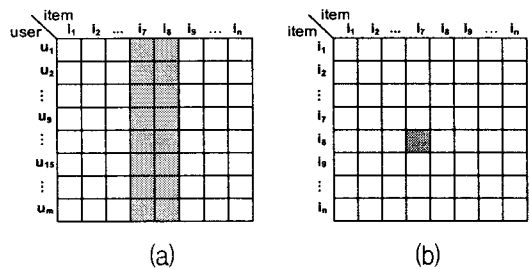 item
user i₁ i₂ ... i₇ i₈ i₉ ... iₙ
u₁
u₂
⋮
u₉
⋮
u₁₅
⋮
uₘ
(a)
item
item i₁ i₂ ... i₇ i₈ i₉ ... iₙ
i₁
i₂
⋮
i₇
i₈
i₉
⋮
iₙ
(b)